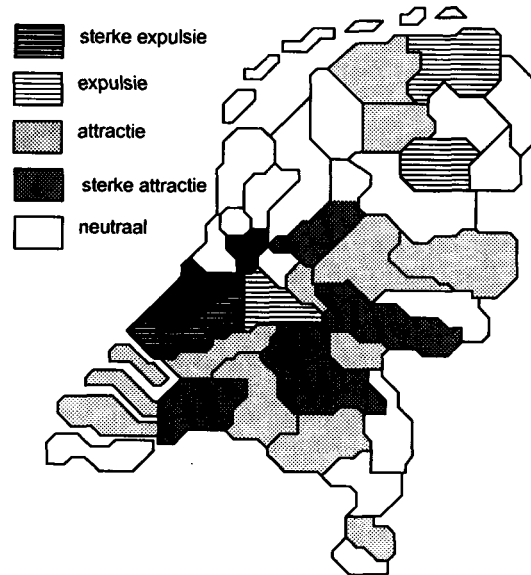 sterke expulsie
expulsie
attractie
sterke attractie
neutraal